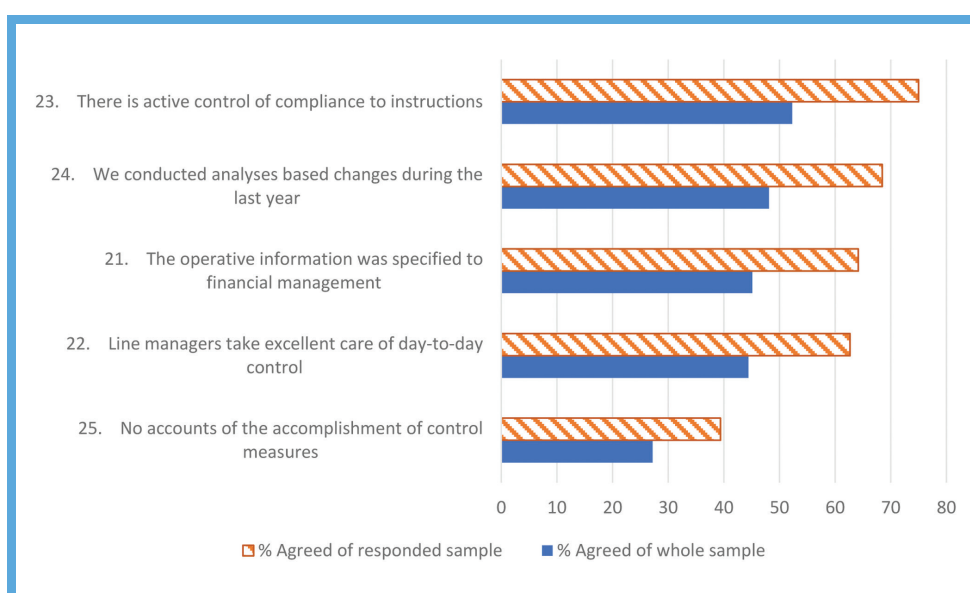 23. There is active control of compliance to instructions
24. We conducted analyses based changes during the
last year
21. The operative information was specified to
financial management
22. Line managers take excellent care of day-to-day
control
25. No accounts of the accomplishment of control
measures
0 10 20 30 40 50 60 70 80
% Agreed of responded sample % Agreed of whole sample